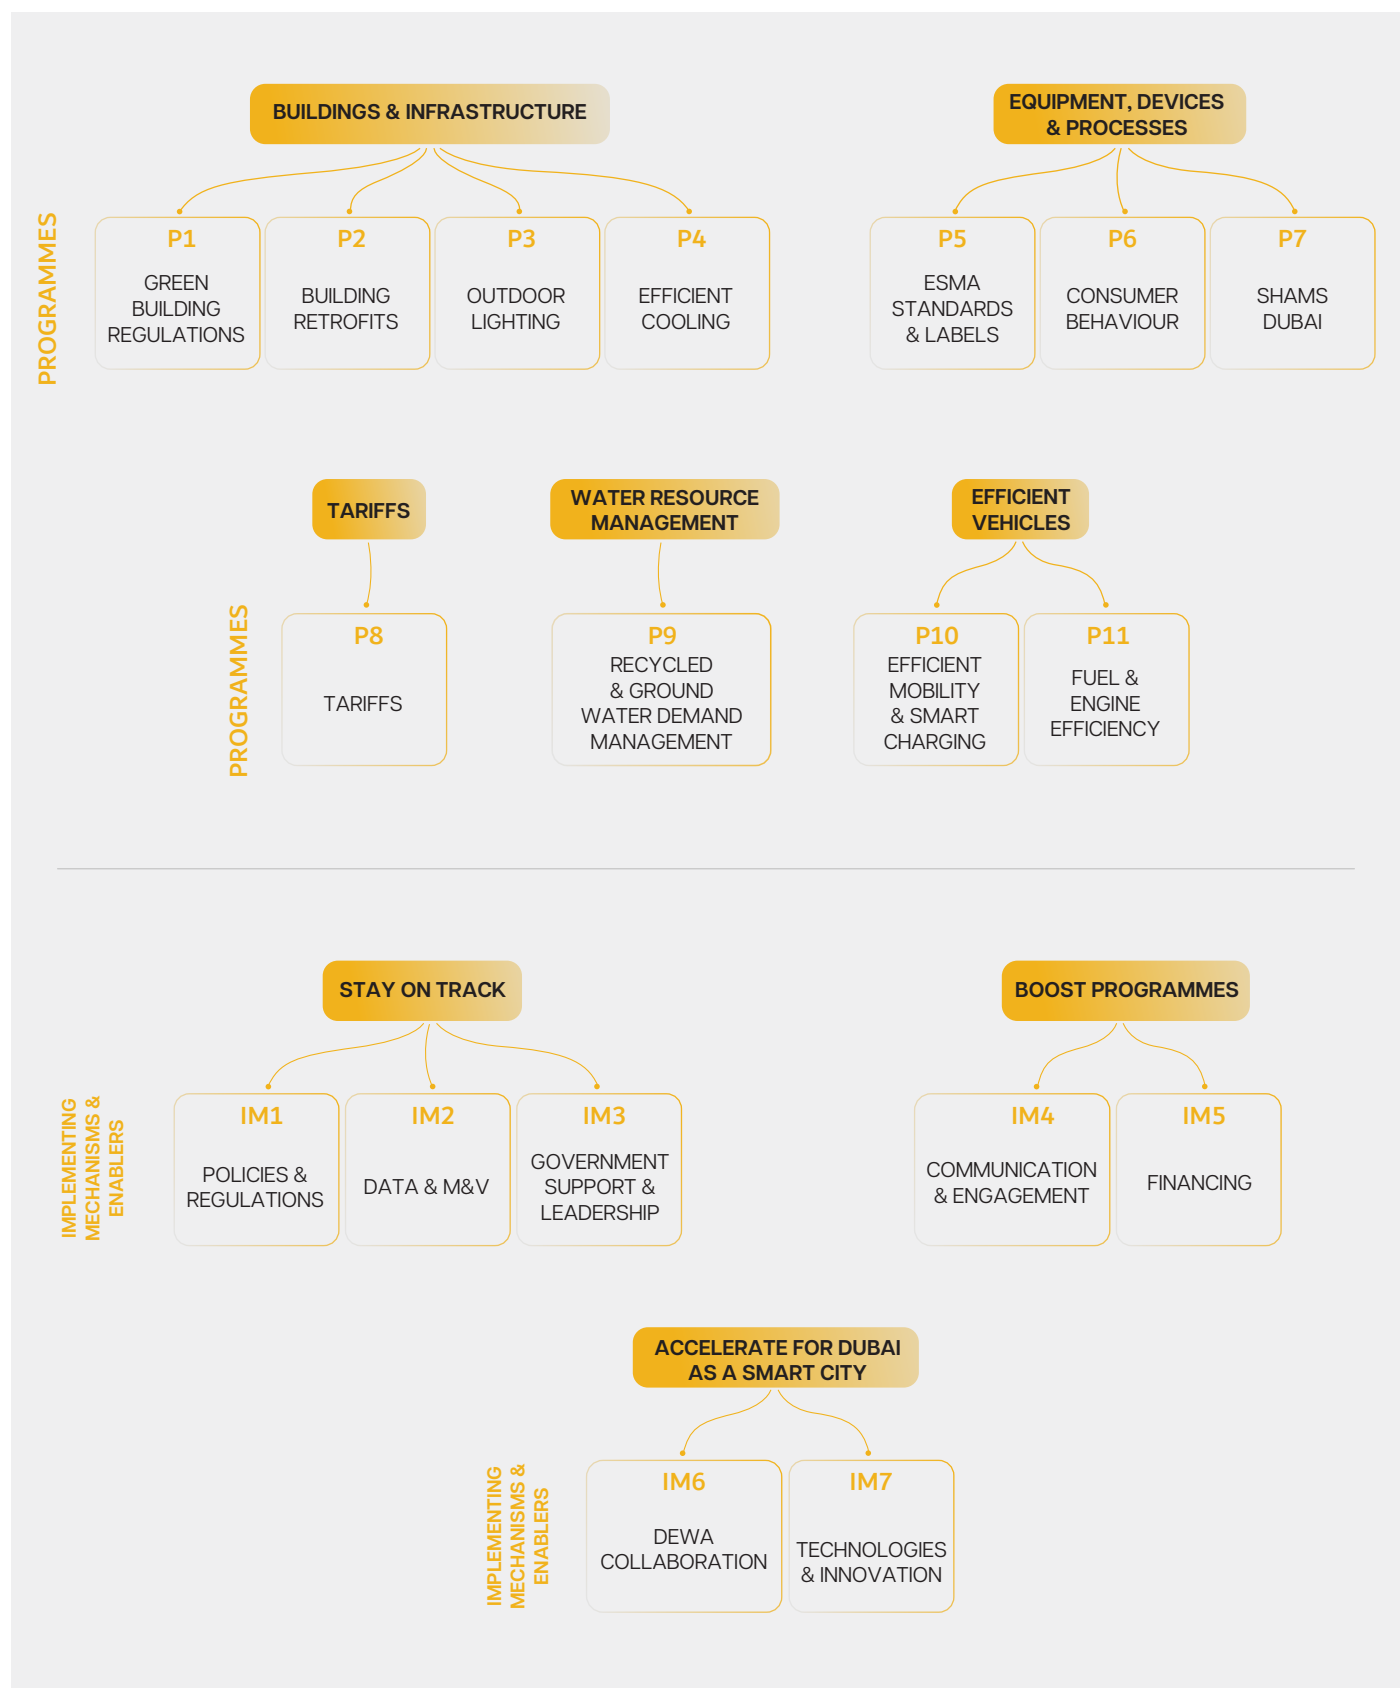 BUILDINGS & INFRASTRUCTURE
EQUIPMENT, DEVICES
& PROCESSES
PROGRAMMES
P1
GREEN
BUILDING
REGULATIONS
P2
BUILDING
RETROFITS
P3
OUTDOOR
LIGHTING
P4
EFFICIENT
COOLING
P5
ESMA
STANDARDS
& LABELS
P6
CONSUMER
BEHAVIOUR
P7
SHAMS
DUBAI
TARIFFS
WATER RESOURCE
MANAGEMENT
EFFICIENT
VEHICLES
PROGRAMMES
P8
TARIFFS
P9
RECYCLED
& GROUND
WATER DEMAND
MANAGEMENT
P10
EFFICIENT
MOBILITY
& SMART
CHARGING
P11
FUEL &
ENGINE
EFFICIENCY
STAY ON TRACK
BOOST PROGRAMMES
IMPLEMENTING
MECHANISMS &
ENABLERS
IM1
POLICIES &
REGULATIONS
IM2
DATA & M&V
IM3
GOVERNMENT
SUPPORT &
LEADERSHIP
IM4
COMMUNICATION
& ENGAGEMENT
IM5
FINANCING
ACCELERATE FOR DUBAI
AS A SMART CITY
IMPLEMENTING
MECHANISMS &
ENABLERS
IM6
DEWA
COLLABORATION
IM7
TECHNOLOGIES
& INNOVATION